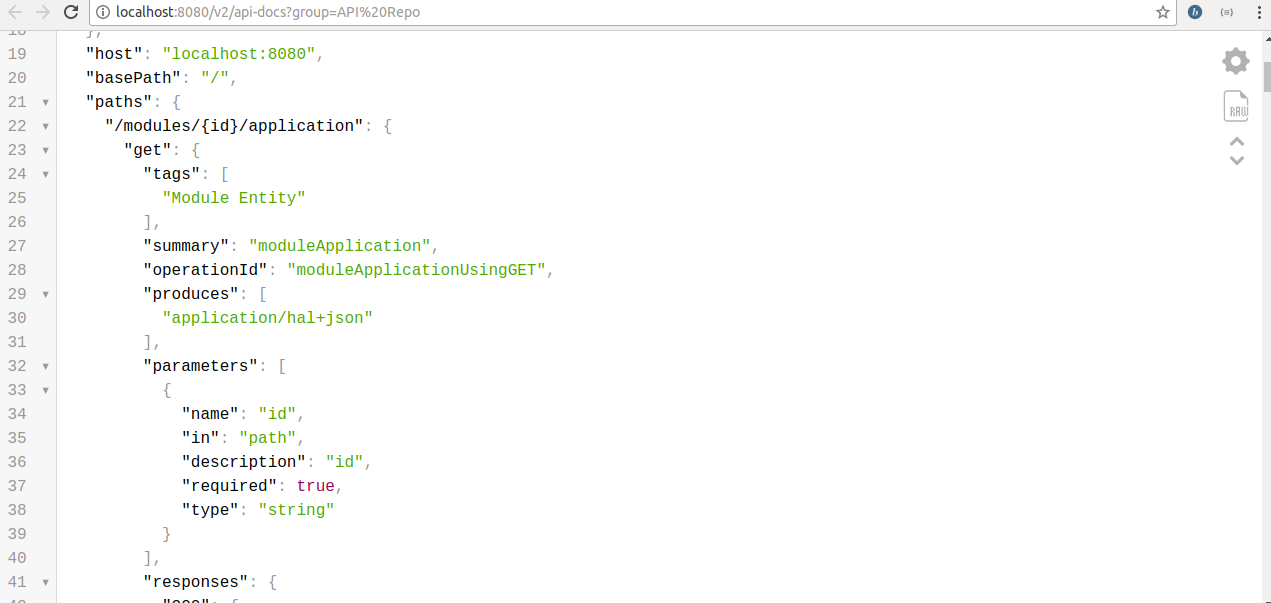 localhost:8080/v2/api-docs?group=API%20Repo
18 },
19 "host": "localhost:8080",
20 "basePath": "/",
21 "paths": {
22 "/modules/{id}/application": {
23 "get": {
24 "tags": [
25 "Module Entity"
26 ],
27 "summary": "moduleApplication",
28 "operationId": "moduleApplicationUsingGET",
29 "produces": [
30 "application/hal+json"
31 ],
32 "parameters": [
33 {
34 "name": "id",
35 "in": "path",
36 "description": "id",
37 "required": true,
38 "type": "string"
39 }
40 ],
41 "responses": {
RAW